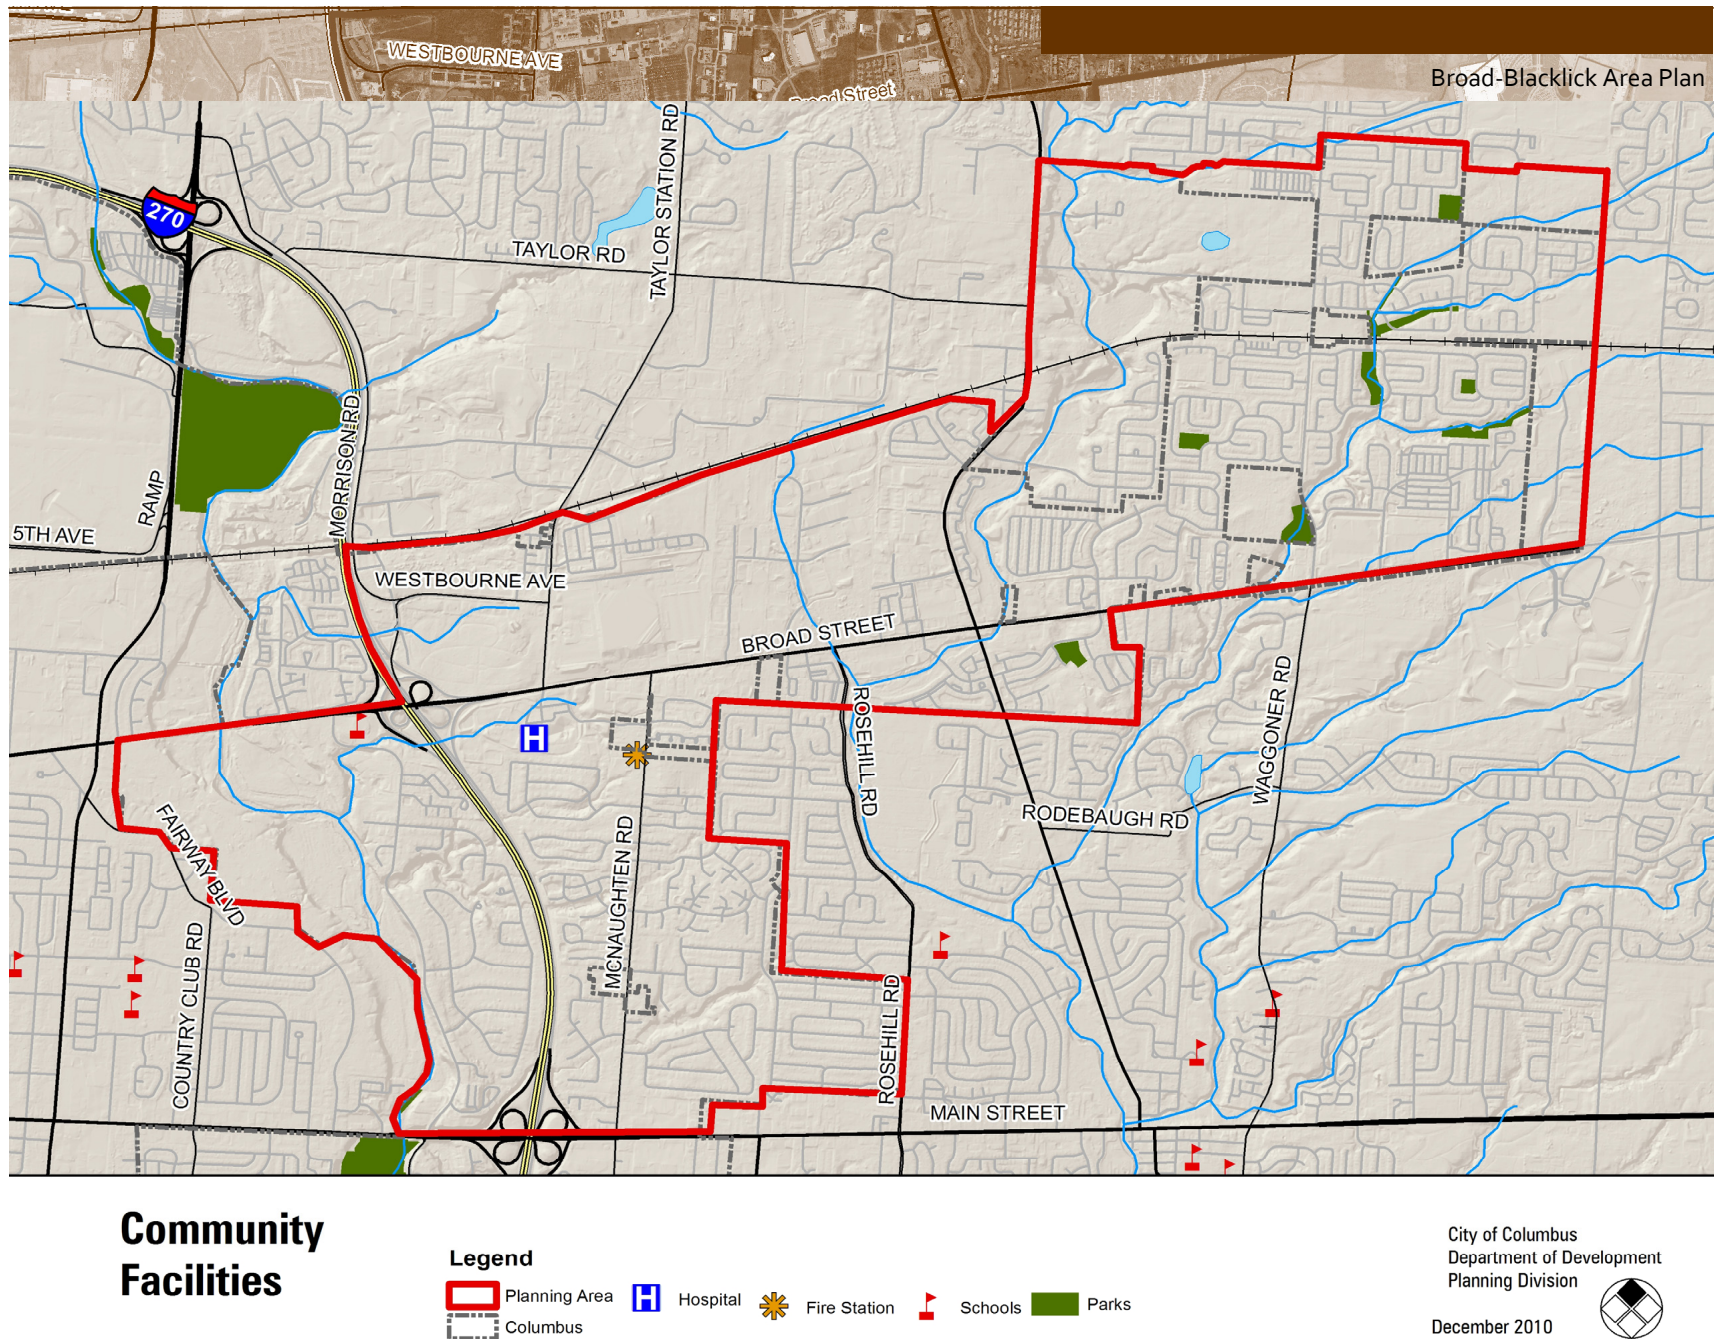 WESTBOURNE AVE
Broad Street
Broad-Blacklick Area Plan
270
TAYLOR RD
TAYLOR STATION RD
MORRISON RD
RAMP
5TH AVE
WESTBOURNE AVE
BROAD STREET
H
ROSEHILL RD
WAGGONER RD
RODEBAUGH RD
FAIRWAY BLVD
MCNAUGHTEN RD
COUNTRY CLUB RD
ROSEHILL RD
MAIN STREET
Community
Facilities
Legend
Planning Area
H Hospital
Fire Station
Schools
Parks
Columbus
City of Columbus
Department of Development
Planning Division
December 2010